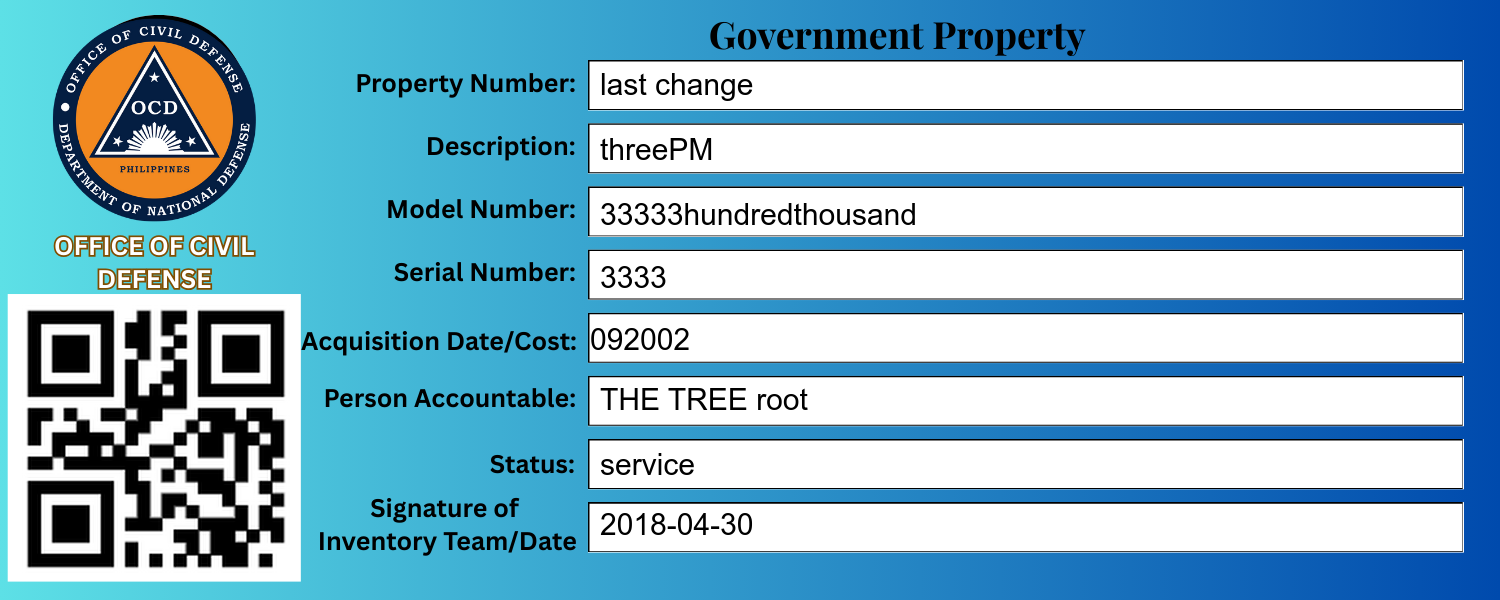 OFFICE OF CIVIL DEFENSE
DEPARTMENT OF NATIONAL DEFENSE
OCD
PHILIPPINES
OFFICE OF CIVIL
DEFENSE
Government Property
Property Number: last change
Description: threePM
Model Number: 33333hundredthousand
Serial Number: 3333
Acquisition Date/Cost: 092002
Person Accountable: THE TREE root
Status: service
Signature of
Inventory Team/Date 2018-04-30